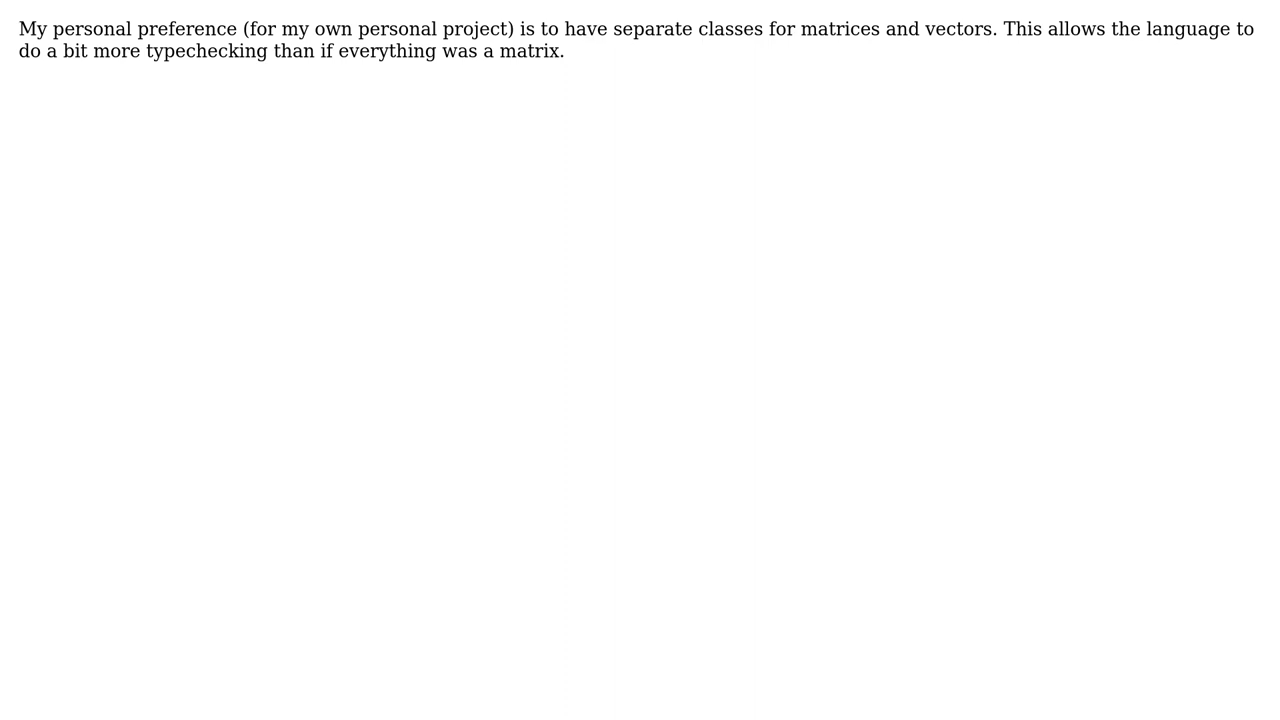 My personal preference (for my own personal project) is to have separate classes for matrices and vectors. This allows the language to
do a bit more typechecking than if everything was a matrix.